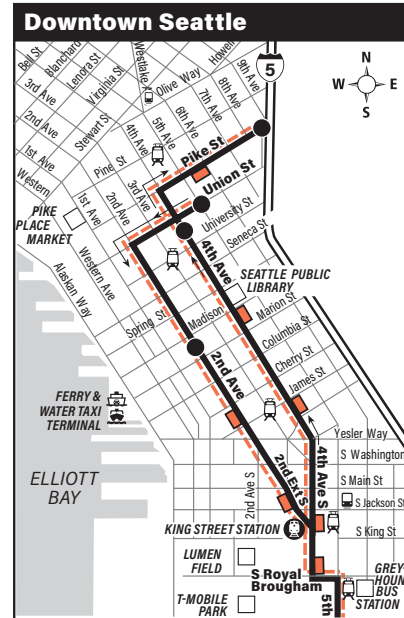 Downtown Seattle
Bell St
Blanchard
Lenora St
Virginia St
Westlake
Olive Way
Howell
9th Ave
8th Ave
7th Ave
6th Ave
5th Ave
4th Ave
3rd Ave
2nd Ave
1st Ave
Western
Stewart St
Pine St
5
N
W
E
S
Pike St
Union St
3rd Ave
2nd Ave
1st Ave
PIKE
PLACE
MARKET
University St
Seneca St
4th Ave
Western Ave
Alaskan Way
SEATTLE PUBLIC
LIBRARY
Spring St
Madison
Marion St
Columbia St
Cherry St
James St
2nd Ave
FERRY &
WATER TAXI
TERMINAL
ELLIOTT
BAY
Yesler Way
S Washington
S Main St
S Jackson St
S King St
2nd Ave S
2nd Ext S
4th Ave S
KING STREET STATION
LUMEN
FIELD
S Royal
Brougham
T-MOBILE
PARK
GREY-
HOUND
BUS
STATION
5th